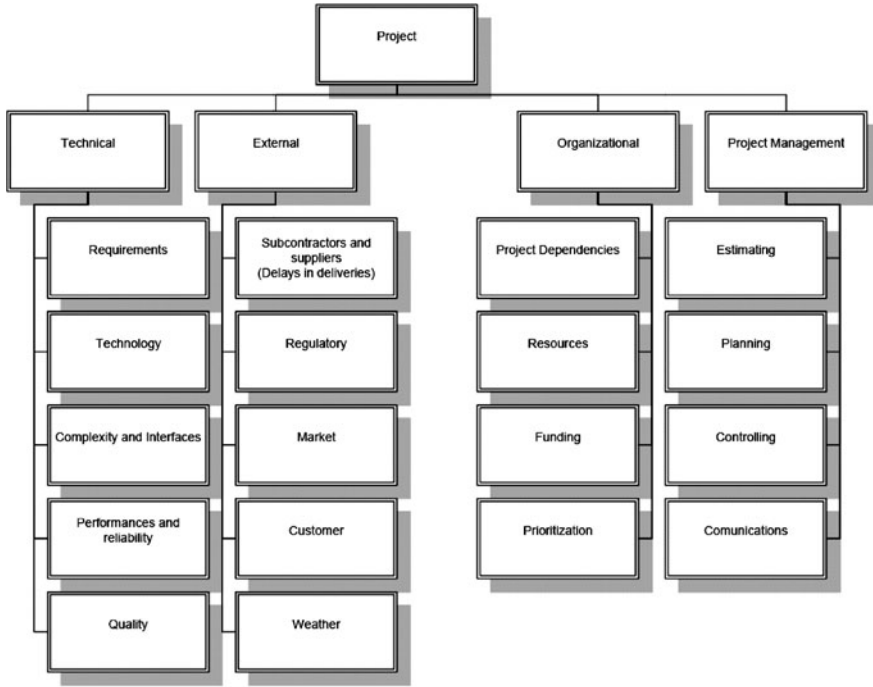 Project
Technical
External
Organizational
Project Management
Requirements
Subcontractors and
suppliers
(Delays in deliveries)
Project Dependencies
Estimating
Technology
Regulatory
Resources
Planning
Complexity and Interfaces
Market
Funding
Controlling
Performances and
reliability
Customer
Prioritization
Comunications
Quality
Weather